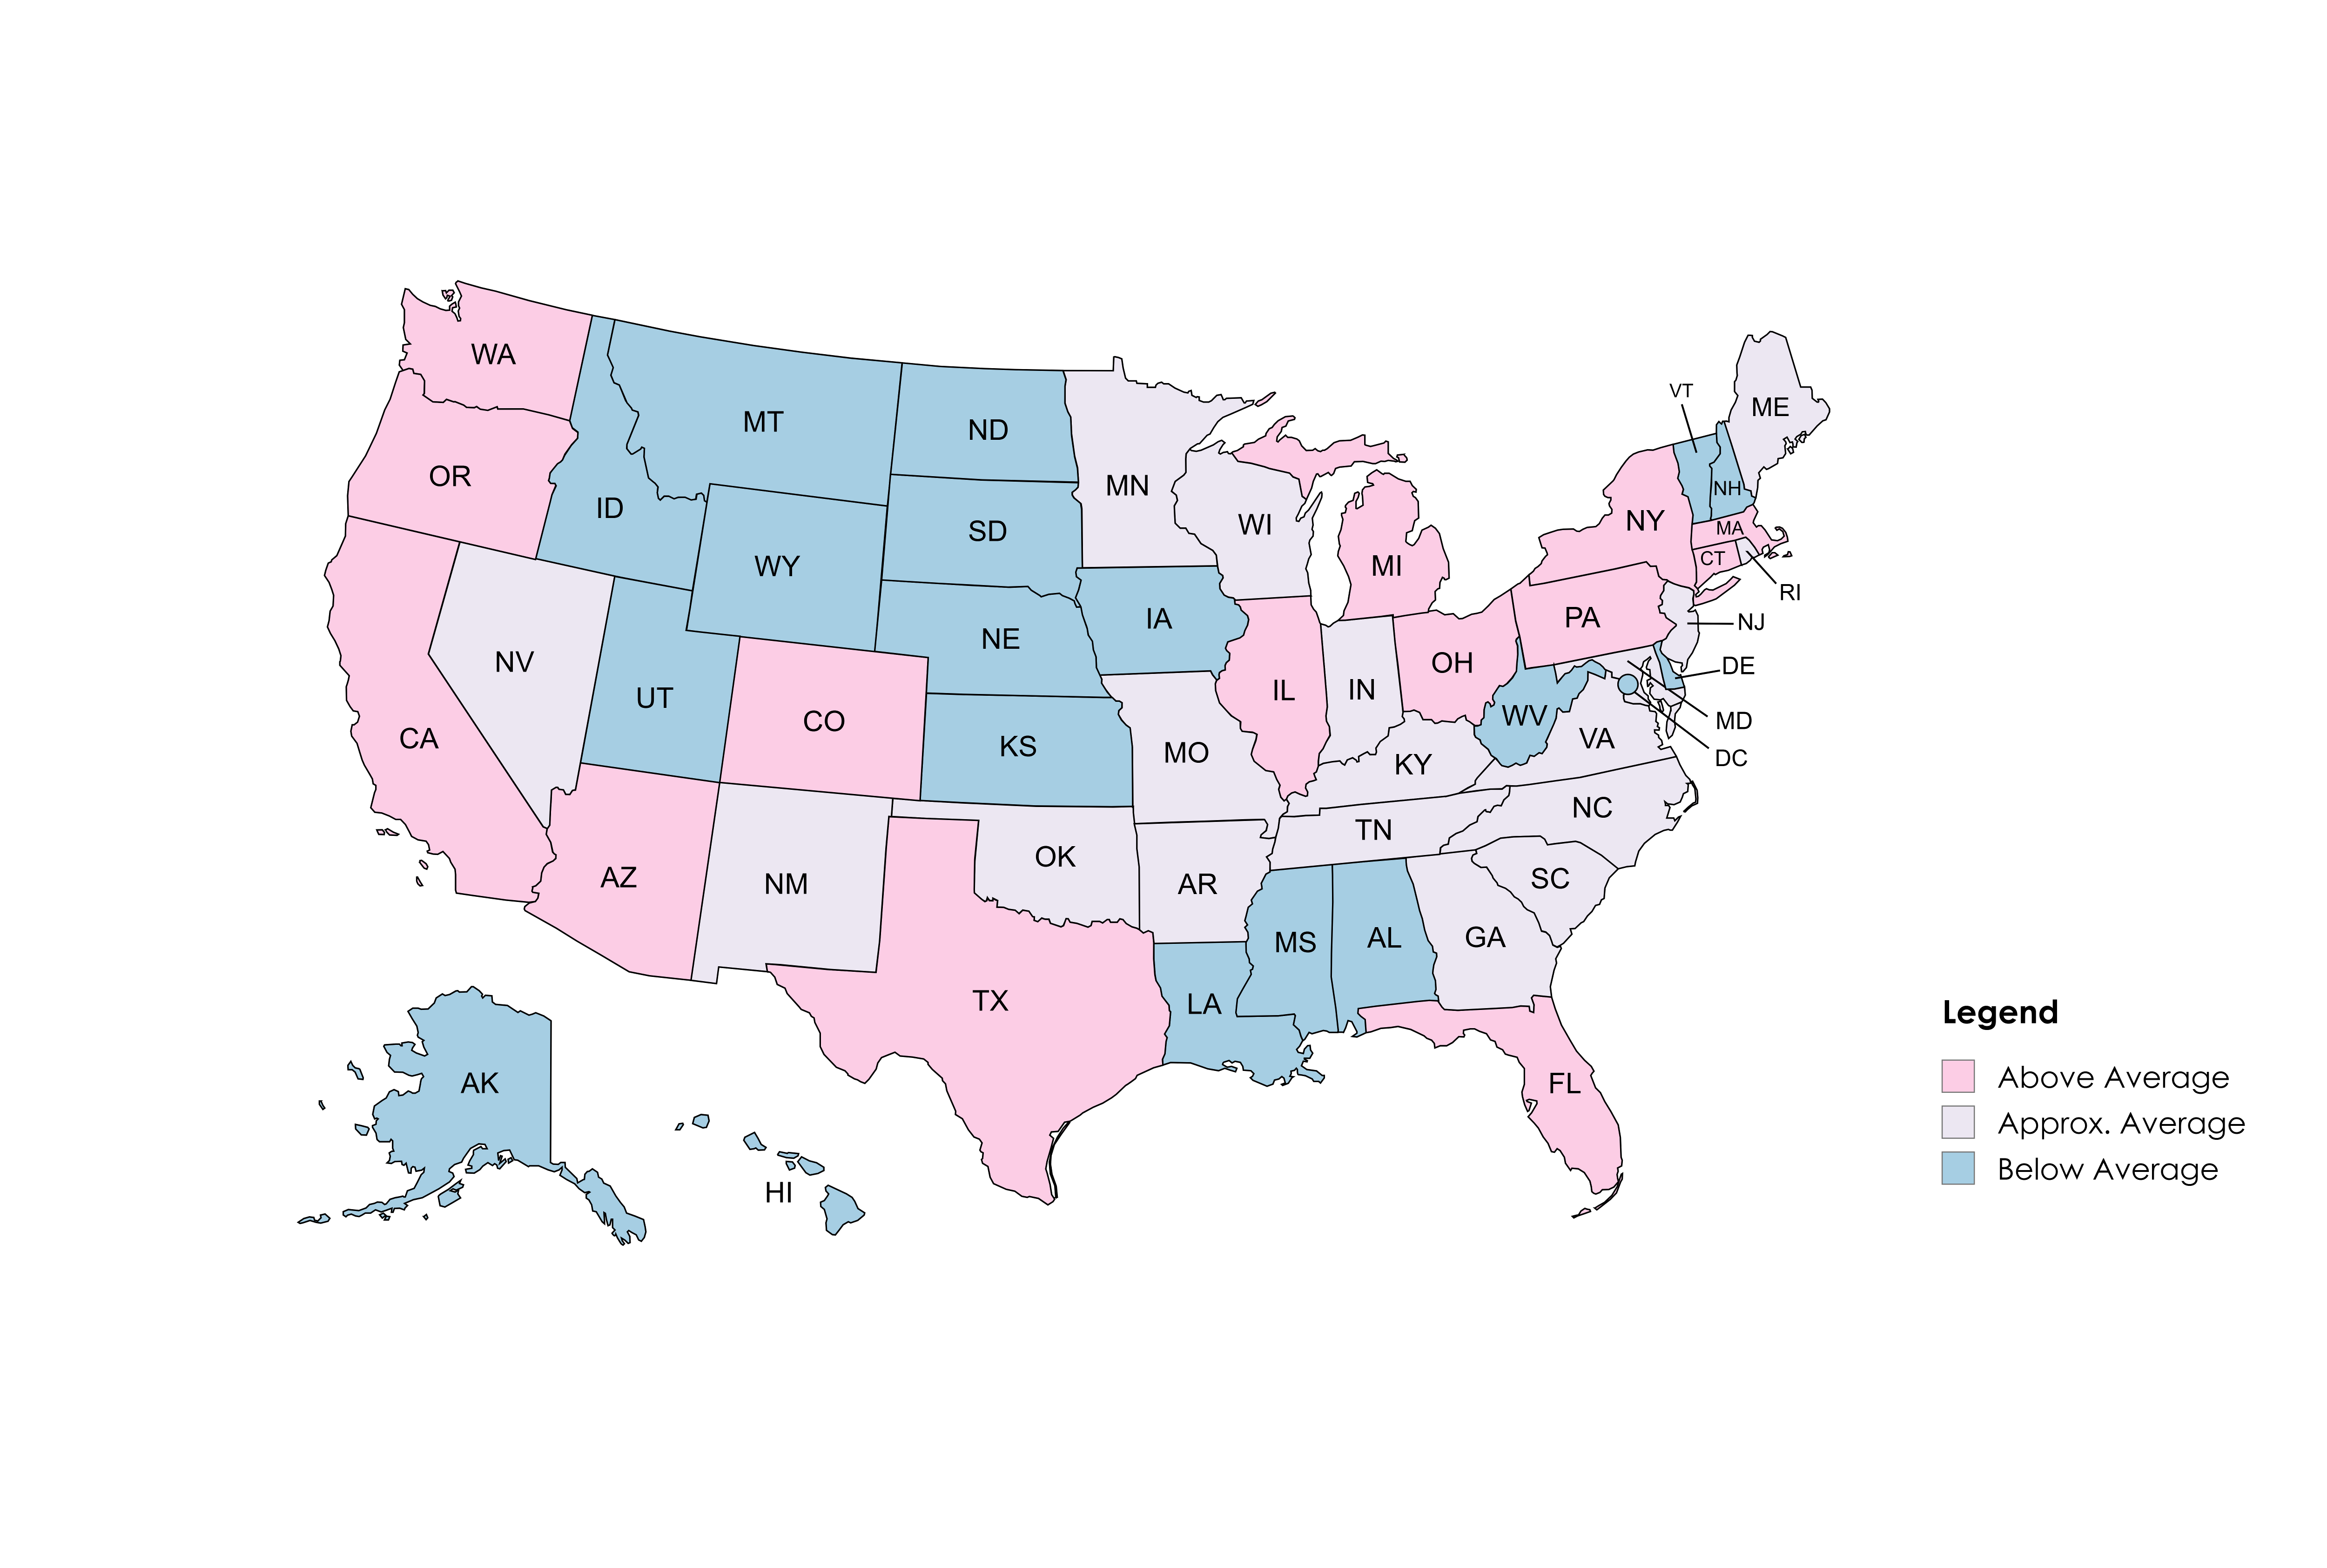 WA
MT
ND
MN
VT
ME
OR
ID
SD
WI
MI
NY
NH
MA
CT
RI
WY
IA
NE
PA
NJ
NV
UT
CO
KS
IL
IN
OH
DE
CA
MO
KY
WV
VA
MD
DC
AZ
NM
OK
AR
TN
NC
SC
TX
LA
MS
AL
GA
FL
AK
HI
Legend
Above Average
Approx. Average
Below Average